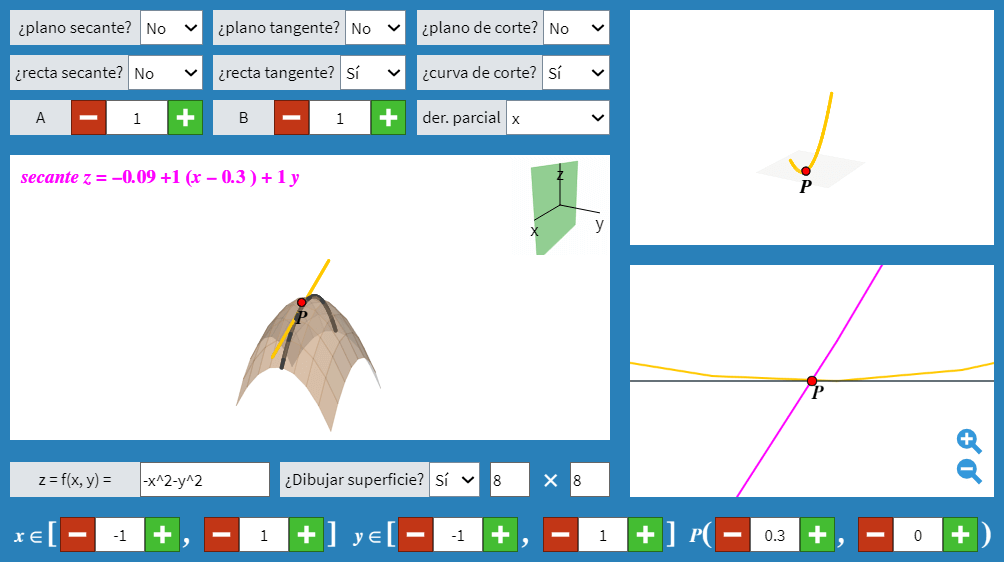 ¿plano secante? No ¿plano tangente? No ¿plano de corte? No
¿recta secante? No ¿recta tangente? Sí ¿curva de corte? Sí
A − 1 + B − 1 + der. parcial x
secante z = −0.09 +1 (x − 0.3 ) + 1 y
z
x
y
P
P
P
z = f(x, y) = -x^2-y^2 ¿Dibujar superficie? Sí 8 × 8
x ∈ [ − -1 + , − 1 + ] y ∈ [ − -1 + , − 1 + ] P( − 0.3 + , − 0 + )